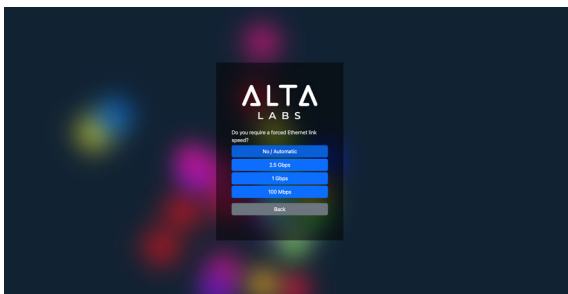 ALTA
LABS
Do you require a forced Ethernet link
speed?
No / Automatic
2.5 Gbps
1 Gbps
100 Mbps
Back